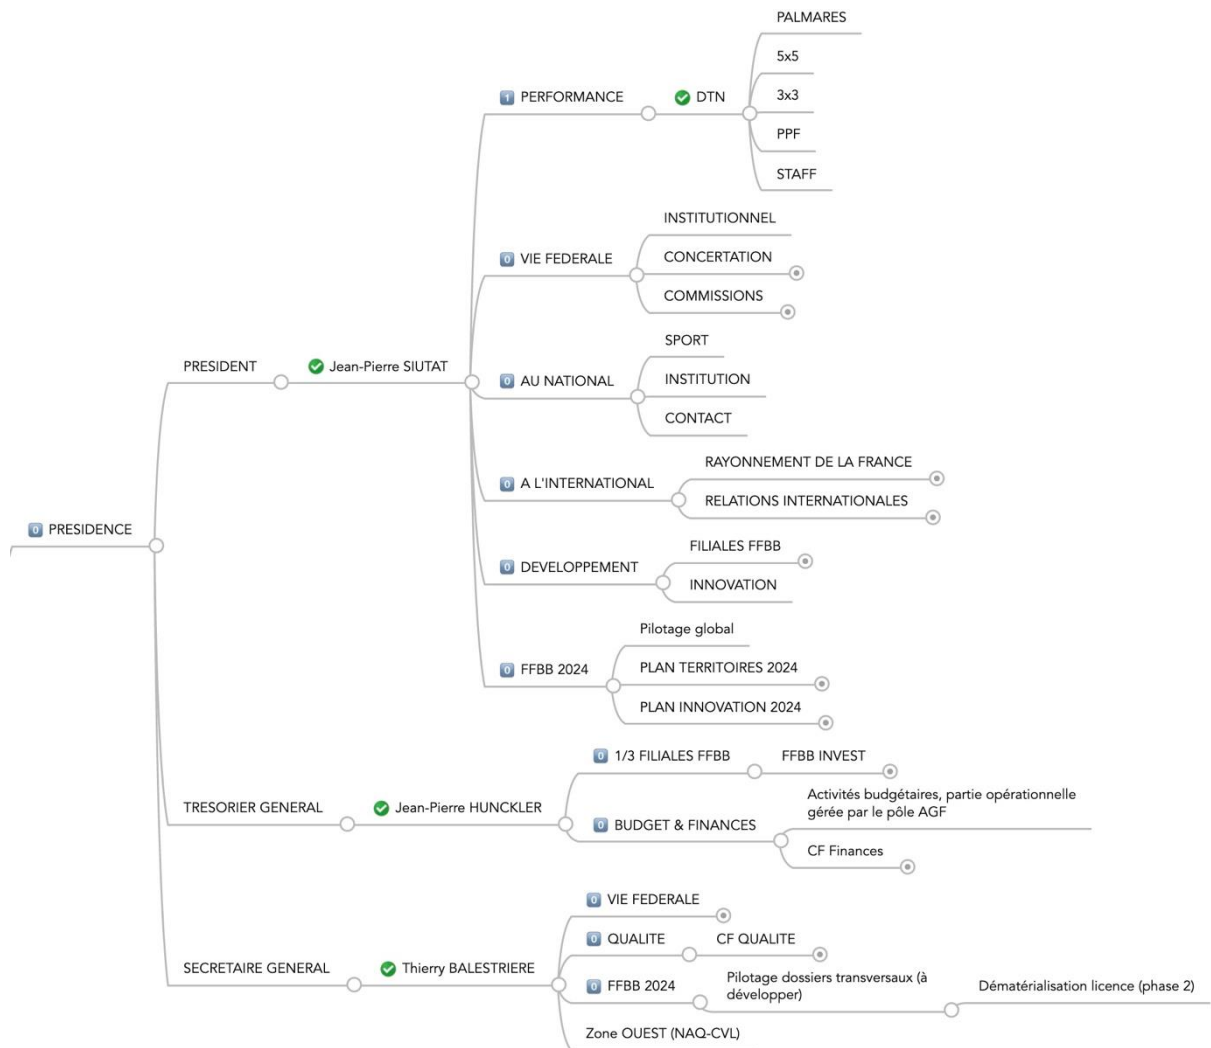 PALMARES
5x5
1 PERFORMANCE
DTN
3x3
PPF
STAFF
INSTITUTIONNEL
0 VIE FEDERALE
CONCERTATION
COMMISSIONS
SPORT
PRESIDENT
Jean-Pierre SIUTAT
0 AU NATIONAL
INSTITUTION
CONTACT
RAYONNEMENT DE LA FRANCE
0 A L'INTERNATIONAL
RELATIONS INTERNATIONALES
0 PRESIDENCE
FILIALES FFBB
0 DEVELOPPEMENT
INNOVATION
Pilotage global
0 FFBB 2024
PLAN TERRITOIRES 2024
PLAN INNOVATION 2024
0 1/3 FILIALES FFBB
FFBB INVEST
TRESORIER GENERAL
Jean-Pierre HUNCKLER
0 BUDGET & FINANCES
Activités budgétaires, partie opérationnelle
gérée par le pôle AGF
CF Finances
0 VIE FEDERALE
0 QUALITE
CF QUALITE
SECRETAIRE GENERAL
Thierry BALESTRIERE
0 FFBB 2024
Pilotage dossiers transversaux (à
développer)
Dématérialisation licence (phase 2)
Zone OUEST (NAQ-CVL)